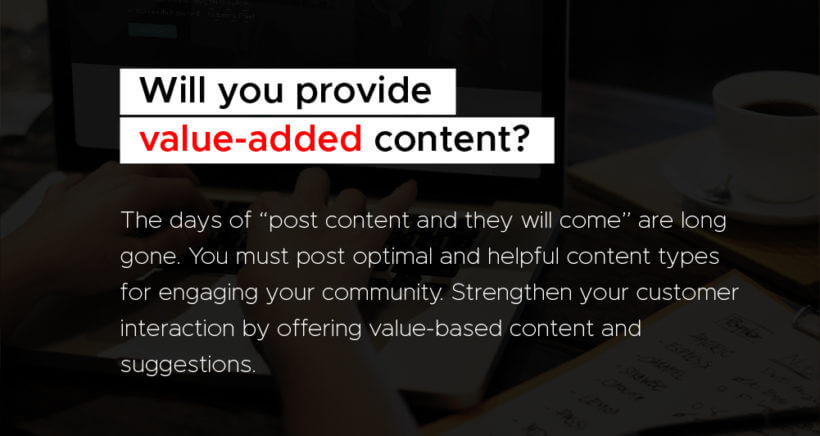 Will you provide
value-added content?
The days of “post content and they will come” are long
gone. You must post optimal and helpful content types
for engaging your community. Strengthen your customer
interaction by offering value-based content and
suggestions.